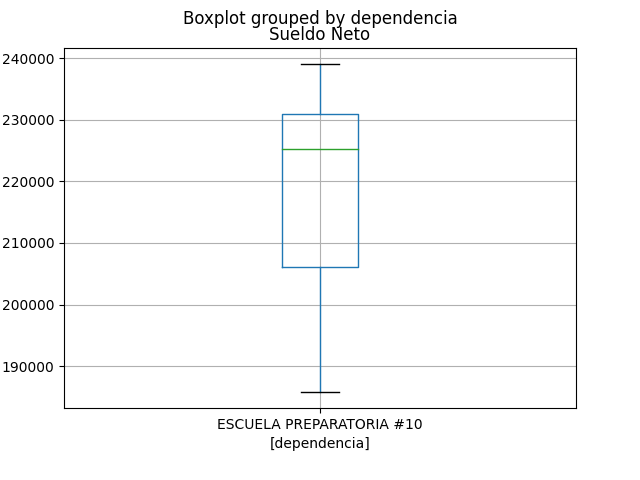 Boxplot grouped by dependencia
Sueldo Neto
240000
230000
220000
210000
200000
190000
ESCUELA PREPARATORIA #10
[dependencia]